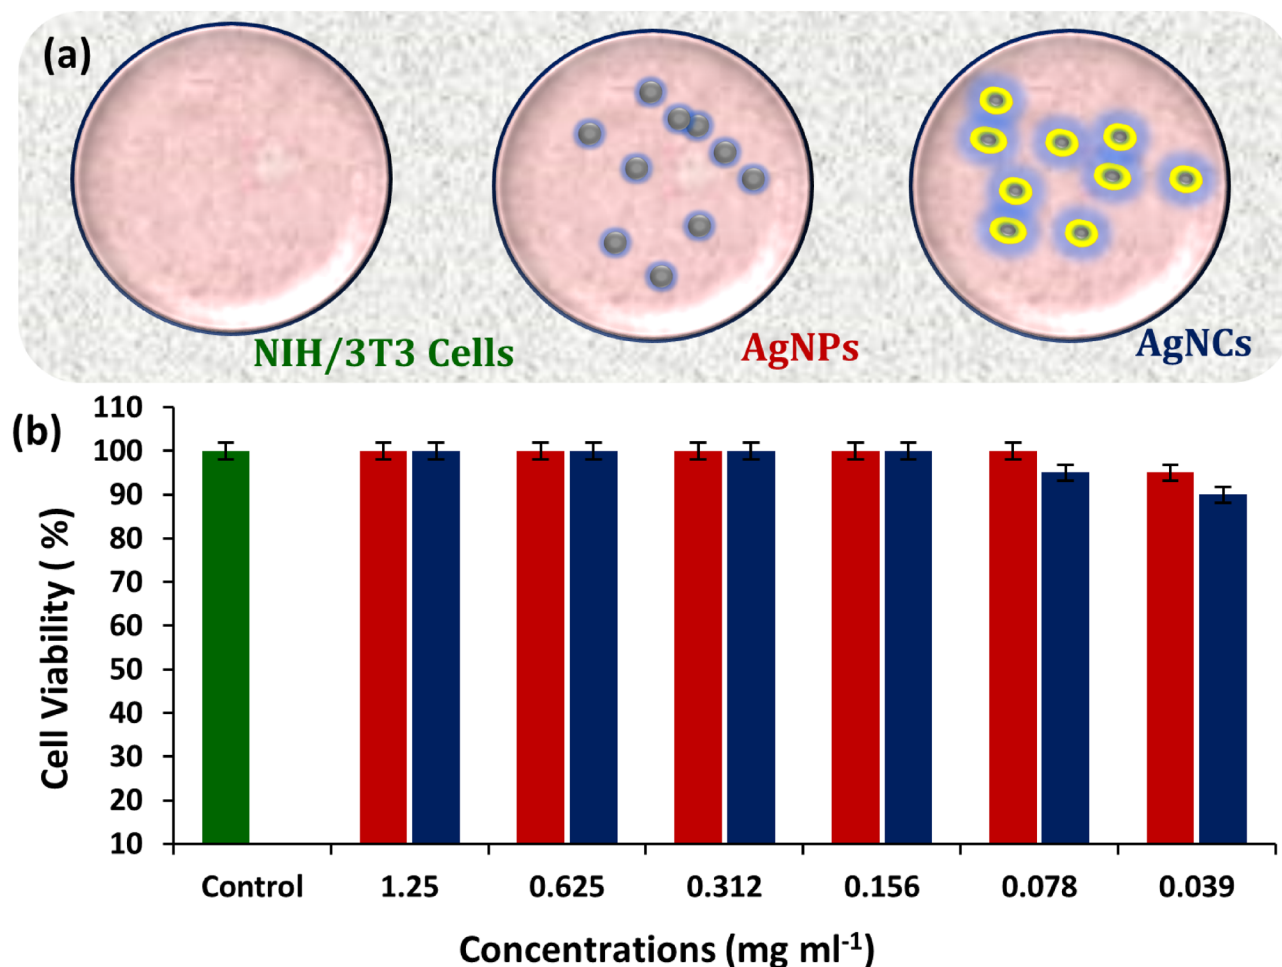 (a)
NIH/3T3 Cells
AgNPs
AgNCs
(b)
Cell Viability ( %)
110
100
90
80
70
60
50
40
30
20
10
Control 1.25 0.625 0.312 0.156 0.078 0.039
Concentrations (mg ml⁻¹)